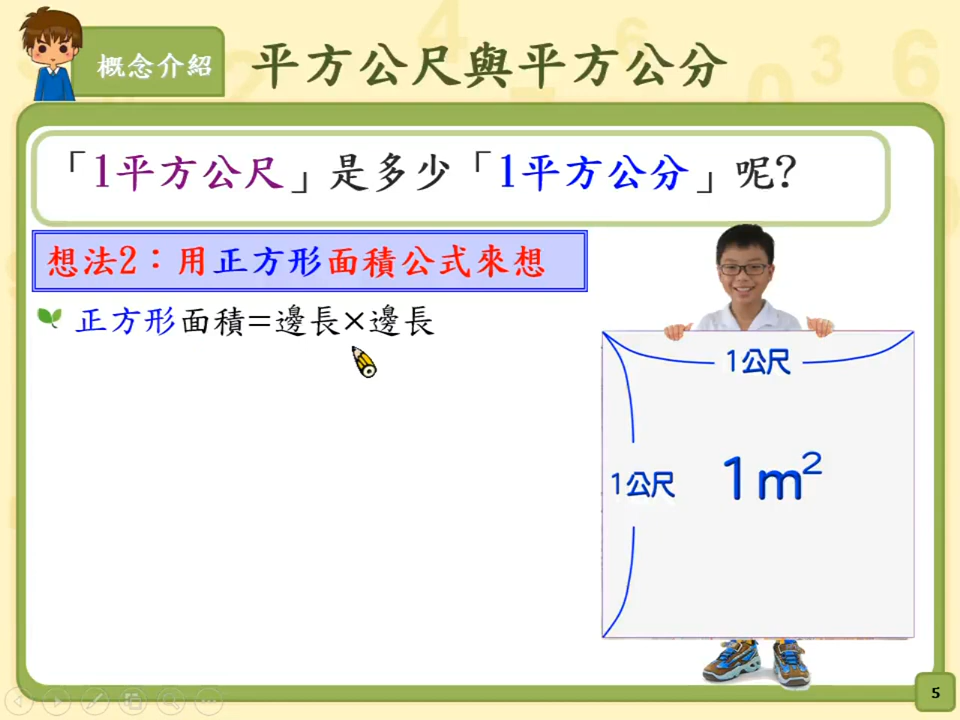 概念介紹
平方公尺與平方公分
「1平方公尺」是多少「1平方公分」呢?
想法2：用正方形面積公式來想
正方形面積=邊長×邊長
1公尺
1公尺
1m²
5